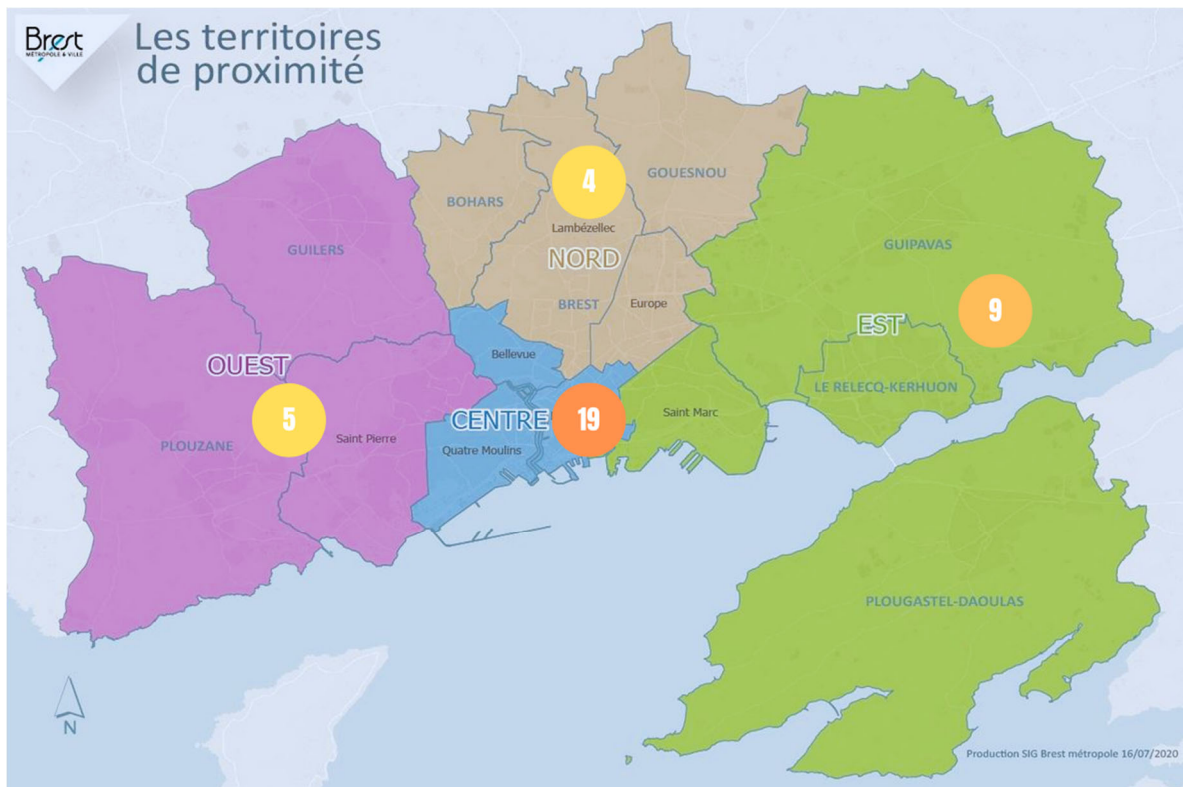 Brest
MÉTROPOLE & VILLE
Les territoires
de proximité
4
GOUESNOU
BOHARS
Lambézellec
GUILERS
NORD
GUIPAVAS
BREST
Europe
9
EST
Bellevue
OUEST
LE RELECQ-KERHUON
5
CENTRE
19
Saint Marc
Saint Pierre
PLOUZANE
Quatre Moulins
PLOUGASTEL-DAOULAS
N
Production SIG Brest métropole 16/07/2020